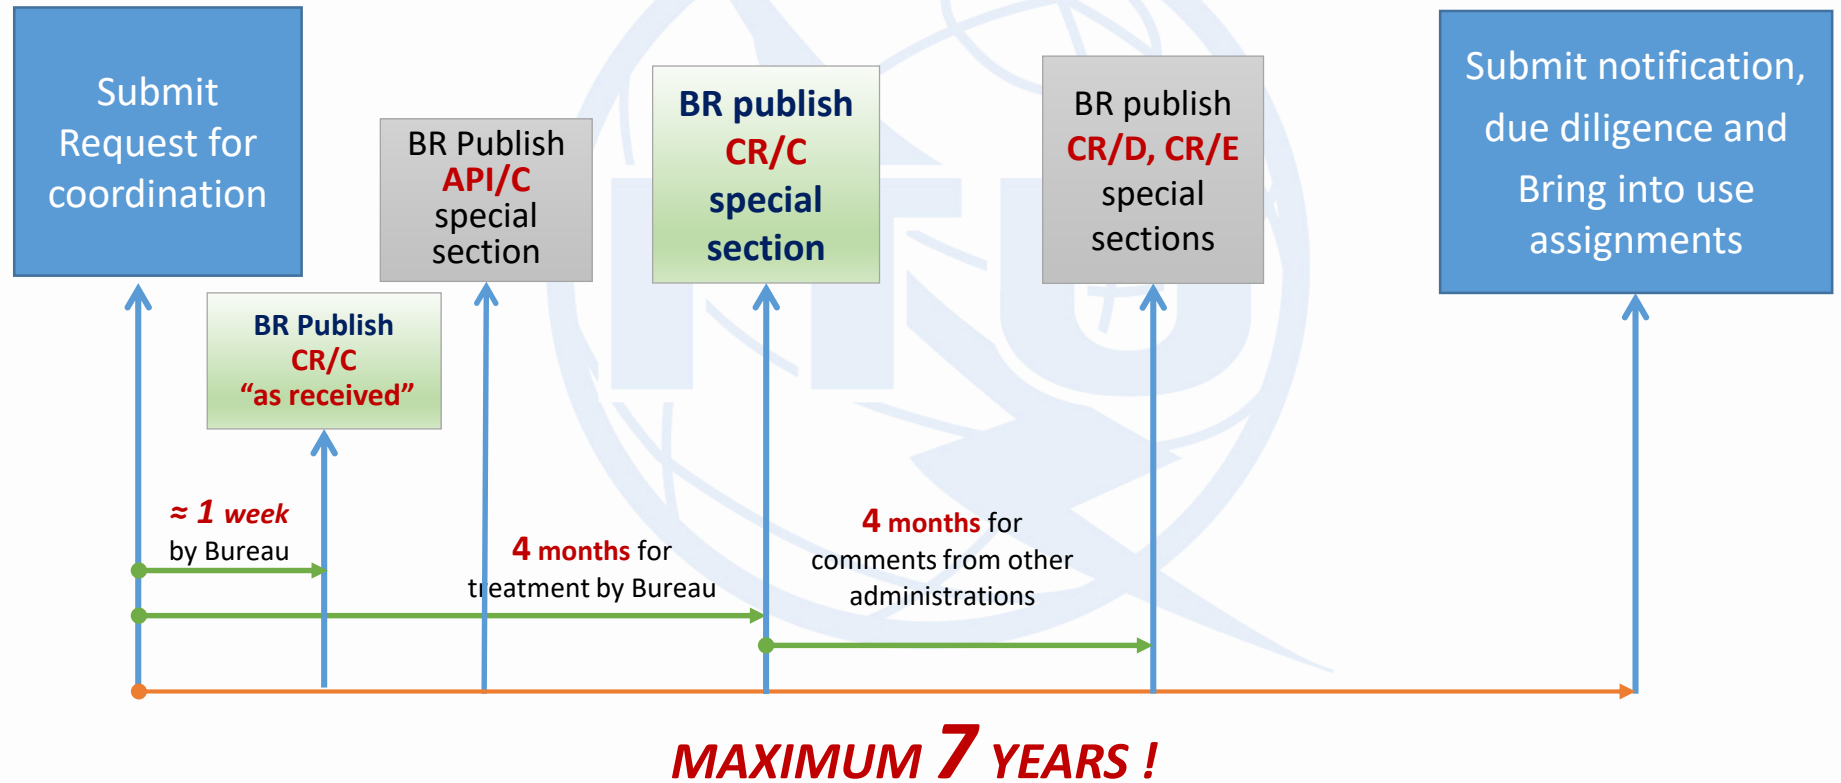 Submit
Request for
coordination
BR Publish
CR/C
“as received”
BR Publish
API/C
special
section
BR publish
CR/C
special
section
BR publish
CR/D, CR/E
special
sections
Submit notification,
due diligence and
Bring into use
assignments
≈ 1 week
by Bureau
4 months for
treatment by Bureau
4 months for
comments from other
administrations
MAXIMUM 7 YEARS !
ITU